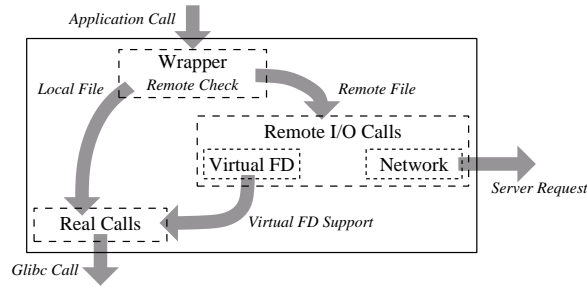 Application Call
Wrapper
Remote Check
Local File
Remote File
Remote I/O Calls
Virtual FD
Network
Server Request
Real Calls
Virtual FD Support
Glibc Call